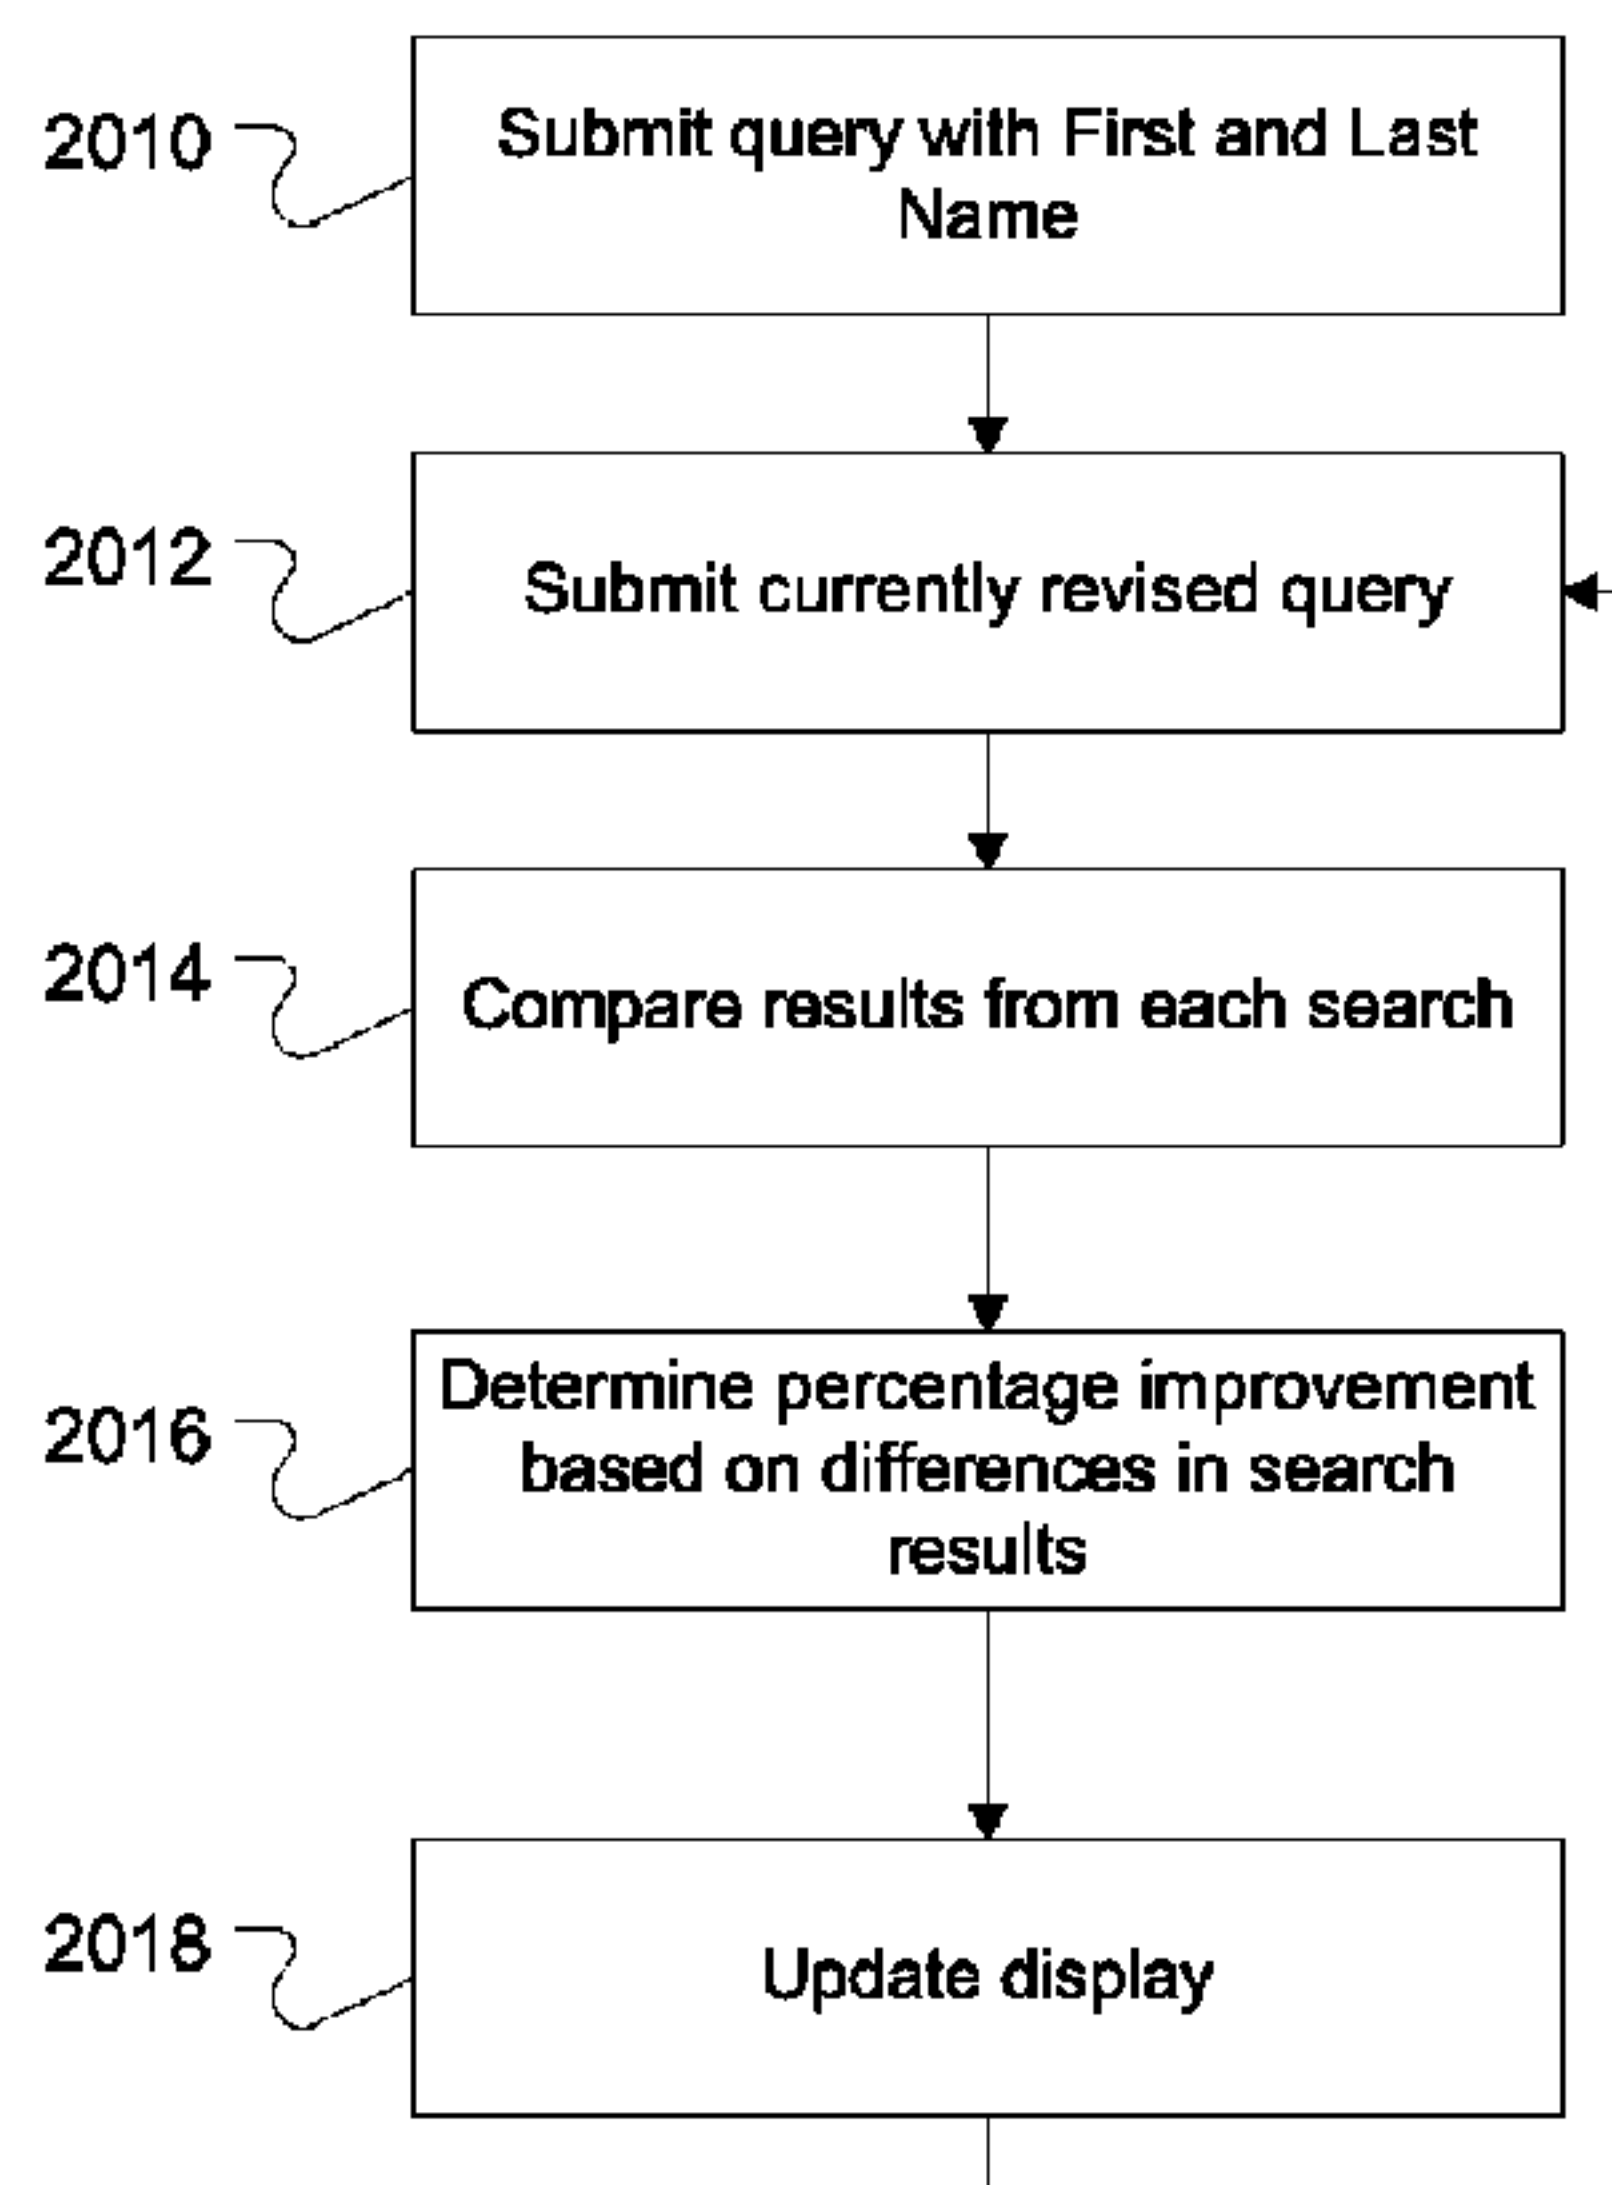 2010
Submit query with First and Last
Name
2012
Submit currently revised query
2014
Compare results from each search
2016
Determine percentage improvement
based on differences in search
results
2018
Update display